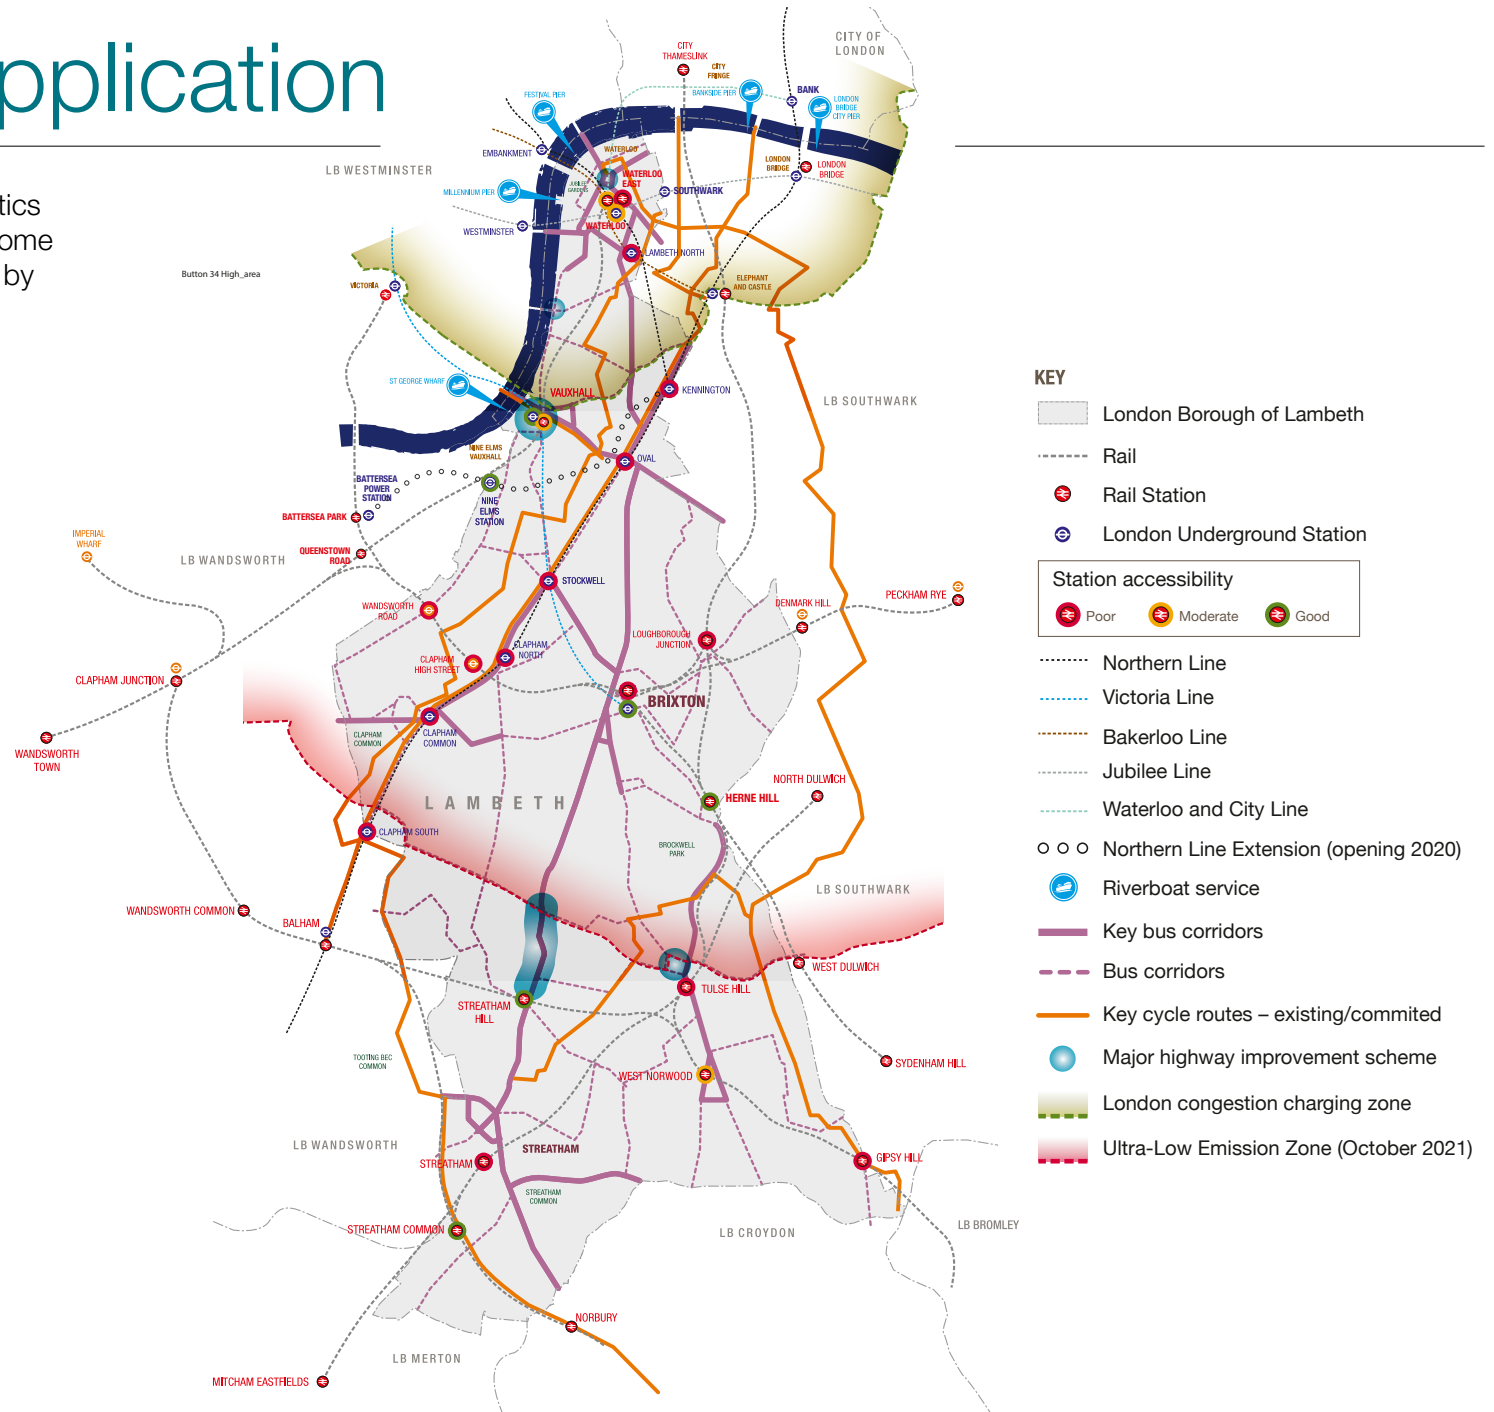 pplication
tics
ome
by
Button 34 High_area
CITY OF
LONDON
CITY
THAMESLINK
CITY
FRINGE
BANKSIDE PIER
BANK
LONDON
BRIDGE
CITY PIER
FESTIVAL PIER
EMBANKMENT
WATERLOO
LONDON
BRIDGE
LONDON
BRIDGE
LB WESTMINSTER
JUBILEE
GARDENS
WATERLOO
EAST
SOUTHWARK
MILLENNIUM PIER
WESTMINSTER
WATERLOO
LAMBETH NORTH
VICTORIA
ELEPHANT
AND CASTLE
ST GEORGE WHARF
VAUXHALL
KENNINGTON
LB SOUTHWARK
NINE ELMS
VAUXHALL
OVAL
BATTERSEA
POWER
STATION
NINE
ELMS
STATION
BATTERSEA PARK
IMPERIAL
WHARF
LB WANDSWORTH
QUEENSTOWN
ROAD
STOCKWELL
WANDSWORTH
ROAD
DENMARK HILL
PECKHAM RYE
LOUGHBOROUGH
JUNCTION
CLAPHAM
NORTH
CLAPHAM
HIGH STREET
CLAPHAM JUNCTION
BRIXTON
CLAPHAM
COMMON
CLAPHAM
COMMON
WANDSWORTH
TOWN
NORTH DULWICH
LAMBETH
HERNE HILL
CLAPHAM SOUTH
BROCKWELL
PARK
LB SOUTHWARK
WANDSWORTH COMMON
BALHAM
WEST DULWICH
TULSE HILL
STREATHAM
HILL
TOOTING BEC
COMMON
WEST NORWOOD
SYDENHAM HILL
LB WANDSWORTH
STREATHAM
STREATHAM
GIPSY HILL
STREATHAM
COMMON
STREATHAM COMMON
LB CROYDON
LB BROMLEY
NORBURY
LB MERTON
MITCHAM EASTFIELDS
KEY
London Borough of Lambeth
Rail
Rail Station
London Underground Station
Station accessibility
Poor
Moderate
Good
Northern Line
Victoria Line
Bakerloo Line
Jubilee Line
Waterloo and City Line
Northern Line Extension (opening 2020)
Riverboat service
Key bus corridors
Bus corridors
Key cycle routes – existing/commited
Major highway improvement scheme
London congestion charging zone
Ultra-Low Emission Zone (October 2021)